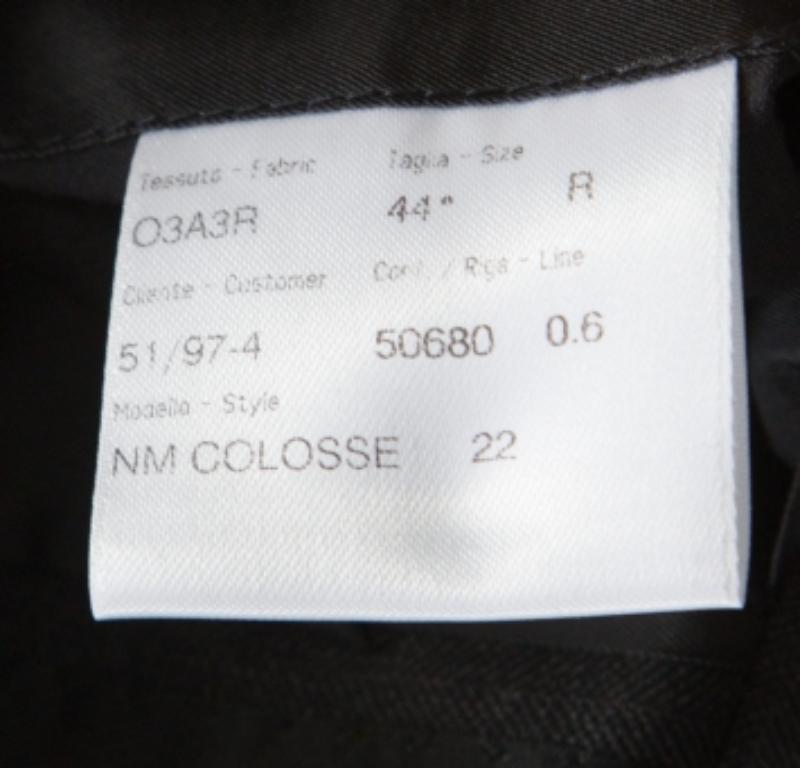 Tessuto - Fabric Taglia - Size
O3A3R 44" R
Cliente - Customer Conf. / Riga - Line
51/97-4 50680 0.6
Modello - Style
NM COLOSSE 22